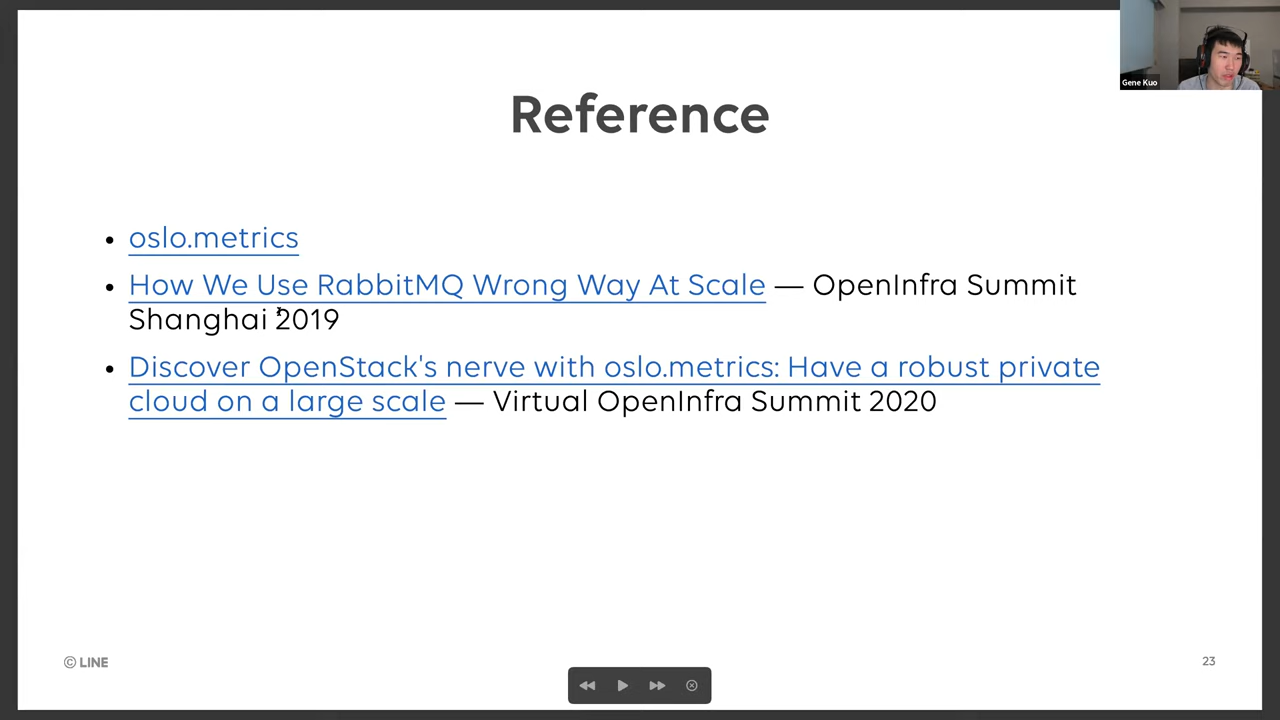 Gene Kuo
Reference
• oslo.metrics
• How We Use RabbitMQ Wrong Way At Scale — OpenInfra Summit
Shanghai 2019
• Discover OpenStack's nerve with oslo.metrics: Have a robust private
cloud on a large scale — Virtual OpenInfra Summit 2020
© LINE
23